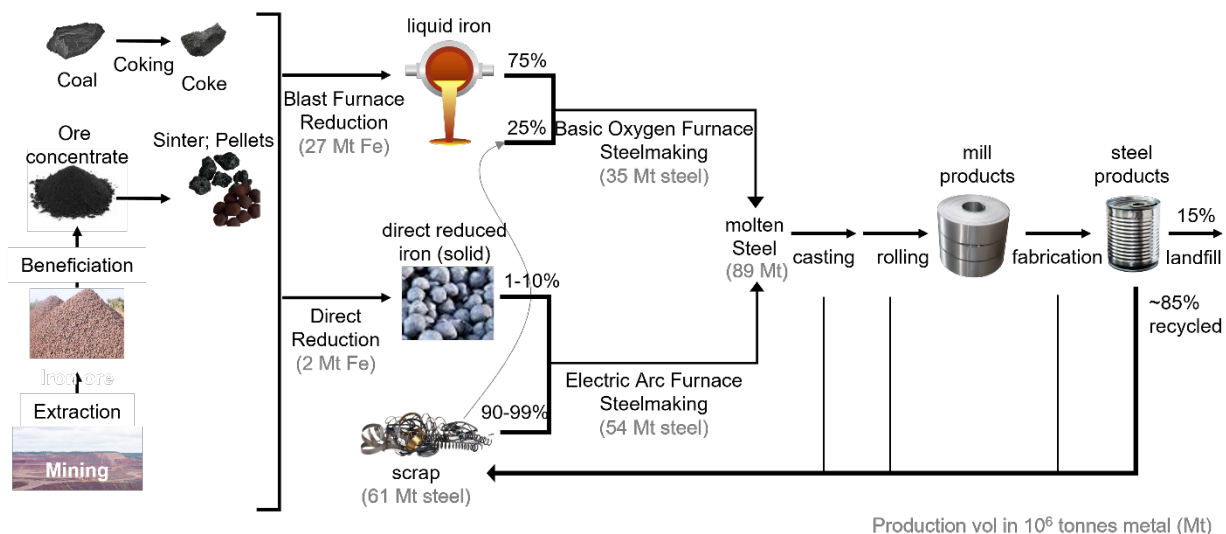 Coal
Coking
Coke
Ore
concentrate
Sinter; Pellets
Beneficiation
Iron ore
Extraction
Mining
Blast Furnace
Reduction
(27 Mt Fe)
Direct
Reduction
(2 Mt Fe)
liquid iron
75%
25%
Basic Oxygen Furnace
Steelmaking
(35 Mt steel)
direct reduced
iron (solid)
1-10%
90-99%
Electric Arc Furnace
Steelmaking
(54 Mt steel)
scrap
(61 Mt steel)
molten
Steel
(89 Mt)
casting
rolling
mill
products
fabrication
steel
products
15%
landfill
~85%
recycled
Production vol in 10⁶ tonnes metal (Mt)